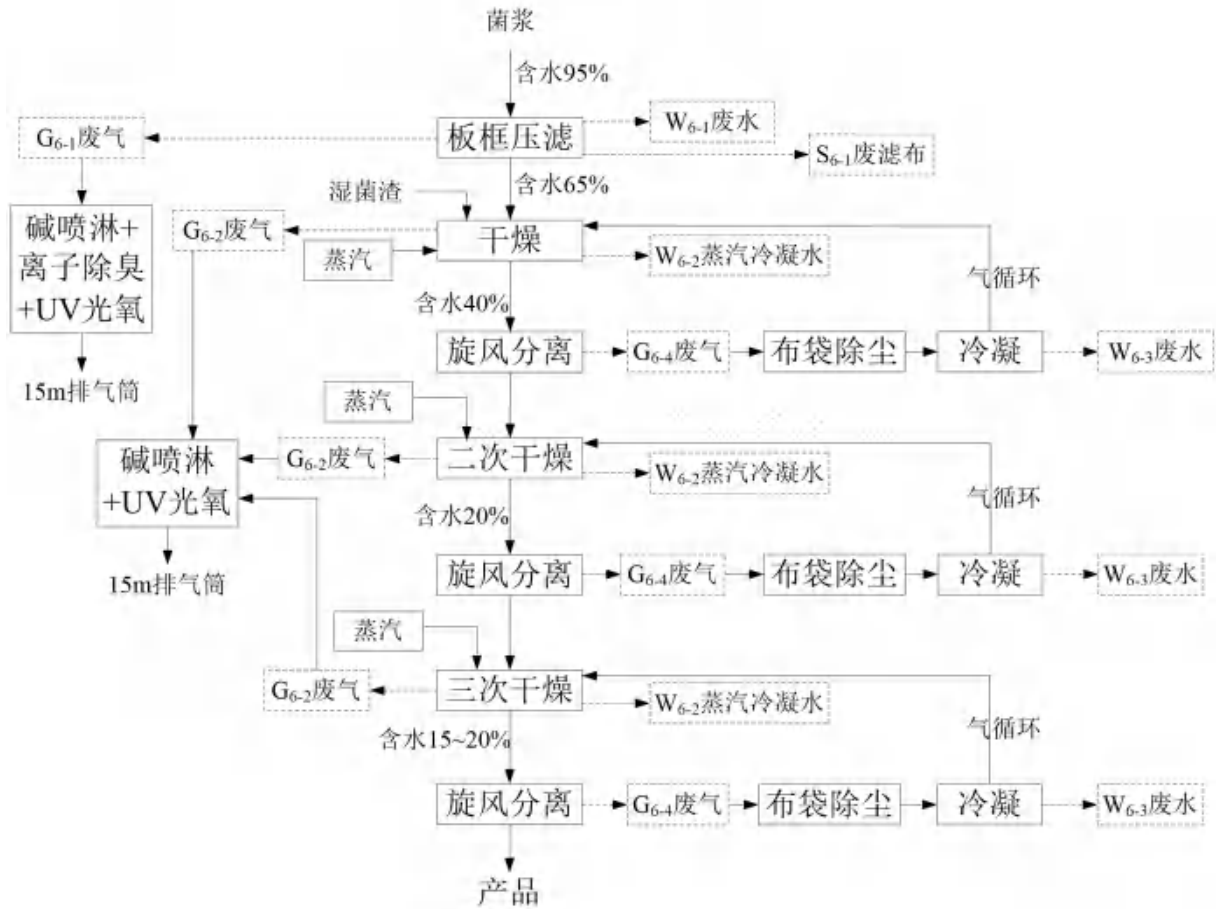 菌浆
含水95%
G6-1废气
板框压滤
W6-1废水
S6-1废滤布
含水65%
湿菌渣
碱喷淋+
离子除臭
+UV光氧
G6-2废气
蒸汽
干燥
W6-2蒸汽冷凝水
气循环
含水40%
15m排气筒
旋风分离
G6-4废气
布袋除尘
冷凝
W6-3废水
蒸汽
碱喷淋
+UV光氧
G6-2废气
二次干燥
W6-2蒸汽冷凝水
气循环
含水20%
15m排气筒
旋风分离
G6-4废气
布袋除尘
冷凝
W6-3废水
蒸汽
G6-2废气
三次干燥
W6-2蒸汽冷凝水
气循环
含水15~20%
旋风分离
G6-4废气
布袋除尘
冷凝
W6-3废水
产品